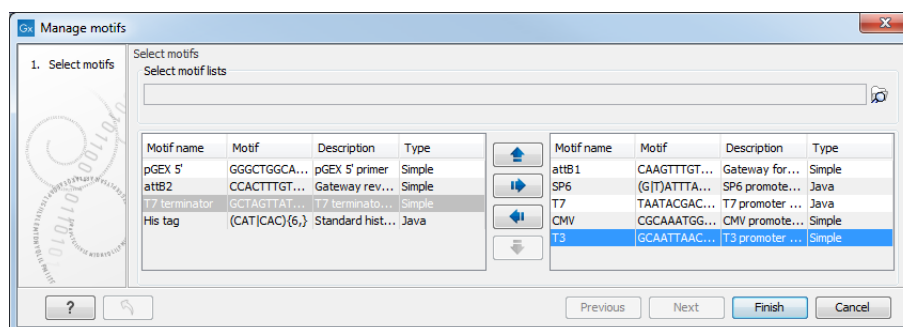 Gx Manage motifs
1. Select motifs
Select motifs
Select motif lists
Motif name Motif Description Type
pGEX 5' GGGCTGGCA... pGEX 5' primer Simple
attB2 CCACTTTGT... Gateway rev... Simple
T7 terminator GCTAGTTAT... T7 terminato... Simple
His tag (CAT|CAC){6,} Standard hist... Java
Motif name Motif Description Type
attB1 CAAGTTTGT... Gateway for... Simple
SP6 (G|T)ATTTA... SP6 promote... Java
T7 TAATACGAC... T7 promoter ... Java
CMV CGCAAATGG... CMV promote... Simple
T3 GCAATTAAC... T3 promoter ... Simple
?
Previous
Next
Finish
Cancel